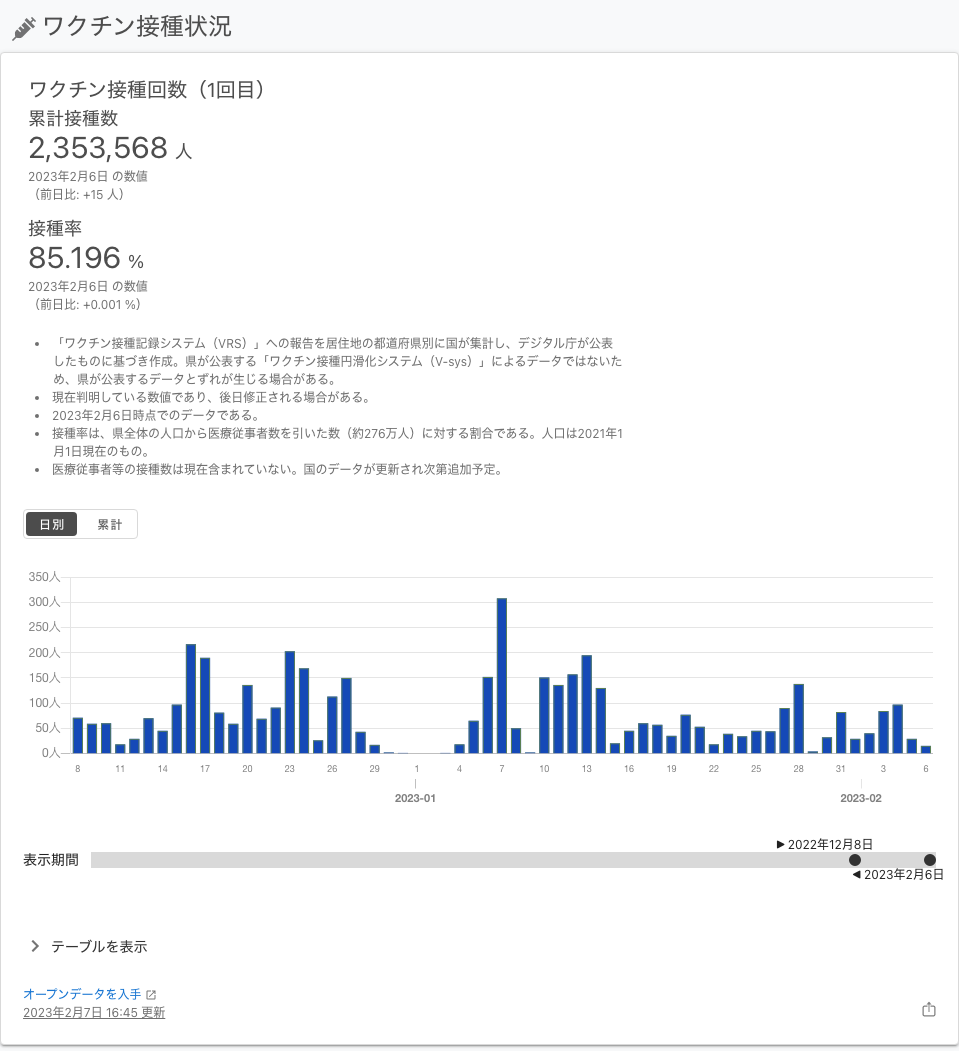 ワクチン接種状況
ワクチン接種回数（1回目）
累計接種数
2,353,568 人
2023年2月6日 の数値
（前日比: +15 人）
接種率
85.196 %
2023年2月6日 の数値
（前日比: +0.001 %）
• 「ワクチン接種記録システム（VRS）」への報告を居住地の都道府県別に国が集計し、デジタル庁が公表
したものに基づき作成。県が公表する「ワクチン接種円滑化システム（V-sys）」によるデータではないた
め、県が公表するデータとずれが生じる場合がある。
• 現在判明している数値であり、後日修正される場合がある。
• 2023年2月6日時点でのデータである。
• 接種率は、県全体の人口から医療従事者数を引いた数（約276万人）に対する割合である。人口は2021年1
月1日現在のもの。
• 医療従事者等の接種数は現在含まれていない。国のデータが更新され次第追加予定。
日別 累計
350人
300人
250人
200人
150人
100人
50人
0人
8 11 14 17 20 23 26 29 1 4 7 10 13 16 19 22 25 28 31 3 6
2023-01 2023-02
▶ 2022年12月8日
表示期間
◀ 2023年2月6日
テーブルを表示
オープンデータを入手
2023年2月7日 16:45 更新